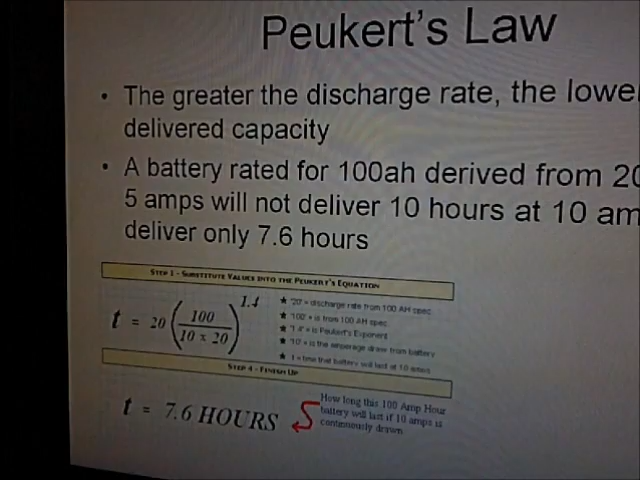 Peukert's Law
• The greater the discharge rate, the lowe
delivered capacity
• A battery rated for 100ah derived from 20
5 amps will not deliver 10 hours at 10 am
deliver only 7.6 hours
STEP 1 - SUBSTITUTE VALUES INTO THE PEUKERT'S EQUATION
t = 20 (100 / 10 x 20)^1.4
★ '20' = discharge rate from 100 AH spec
★ '100' = is from 100 AH spec
★ '1.4' = is Peukert's Exponent
★ '10' = is the amperage draw from battery
★ t = time that battery will last at 10 amps
STEP 4 - FINISH UP
t = 7.6 HOURS
How long this 100 Amp Hour
battery will last if 10 amps is
continuously drawn